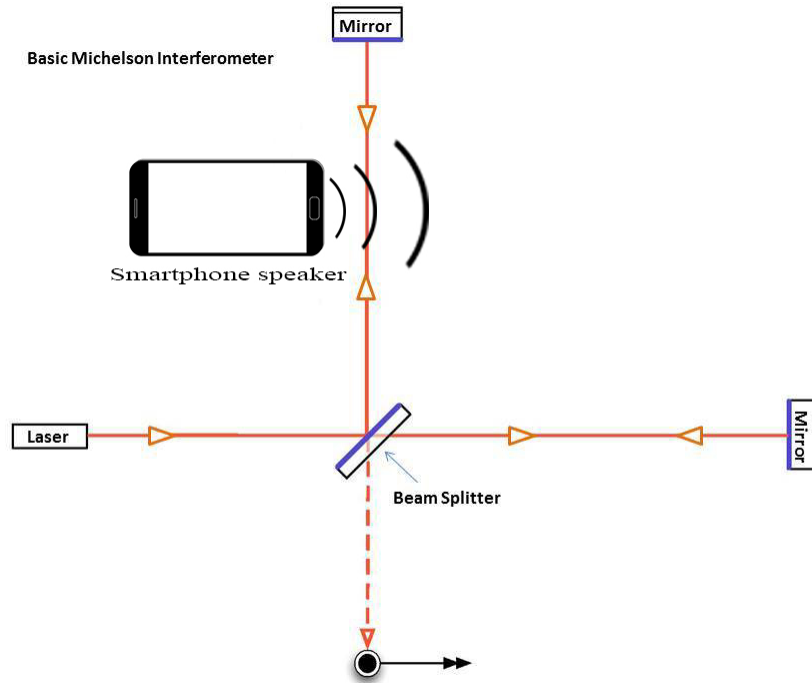 Mirror
Basic Michelson Interferometer
Smartphone speaker
Laser
Mirror
Beam Splitter